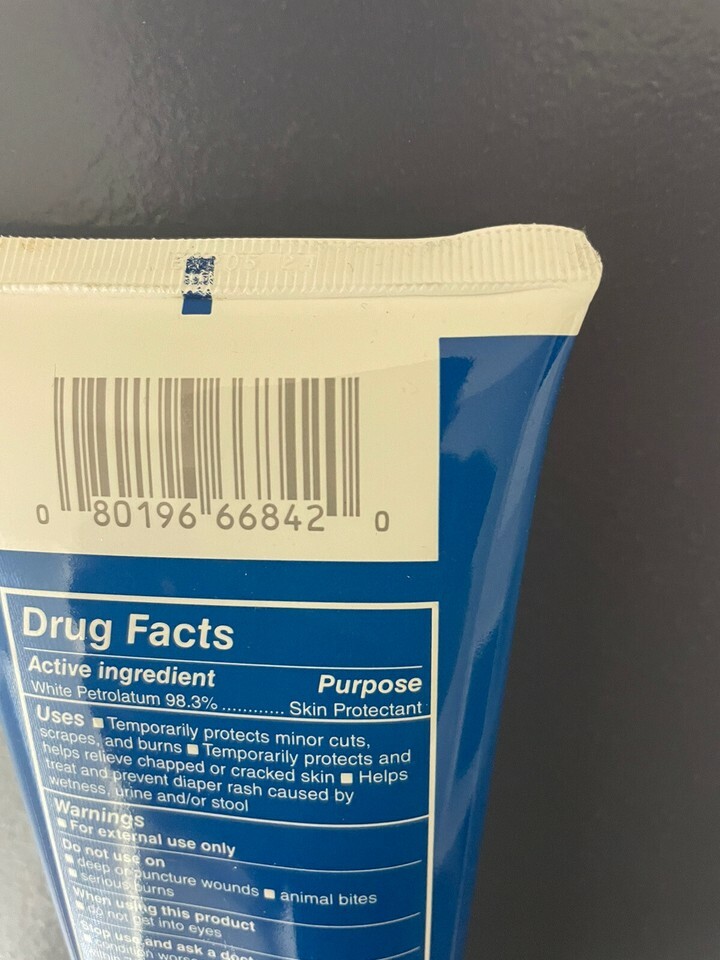 0 80196 66842 0
Drug Facts
Active ingredient Purpose
White Petrolatum 98.3% ............ Skin Protectant
Uses ■ Temporarily protects minor cuts,
scrapes, and burns ■ Temporarily protects and
helps relieve chapped or cracked skin ■ Helps
treat and prevent diaper rash caused by
wetness, urine and/or stool
Warnings
■ For external use only
Do not use on
■ deep or puncture wounds ■ animal bites
■ serious burns
When using this product
■ do not get into eyes
Stop use and ask a doct
■ condition wors